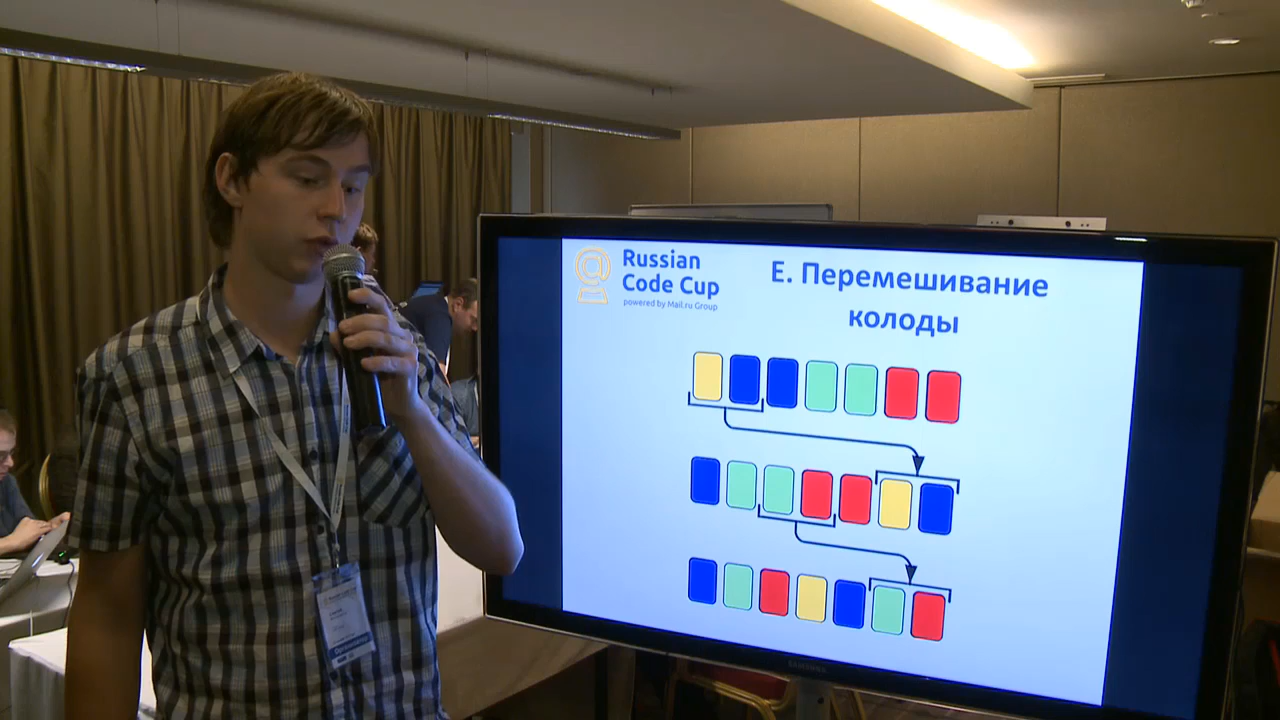 Russian
Code Cup
powered by Mail.ru Group
E. Перемешивание
колоды